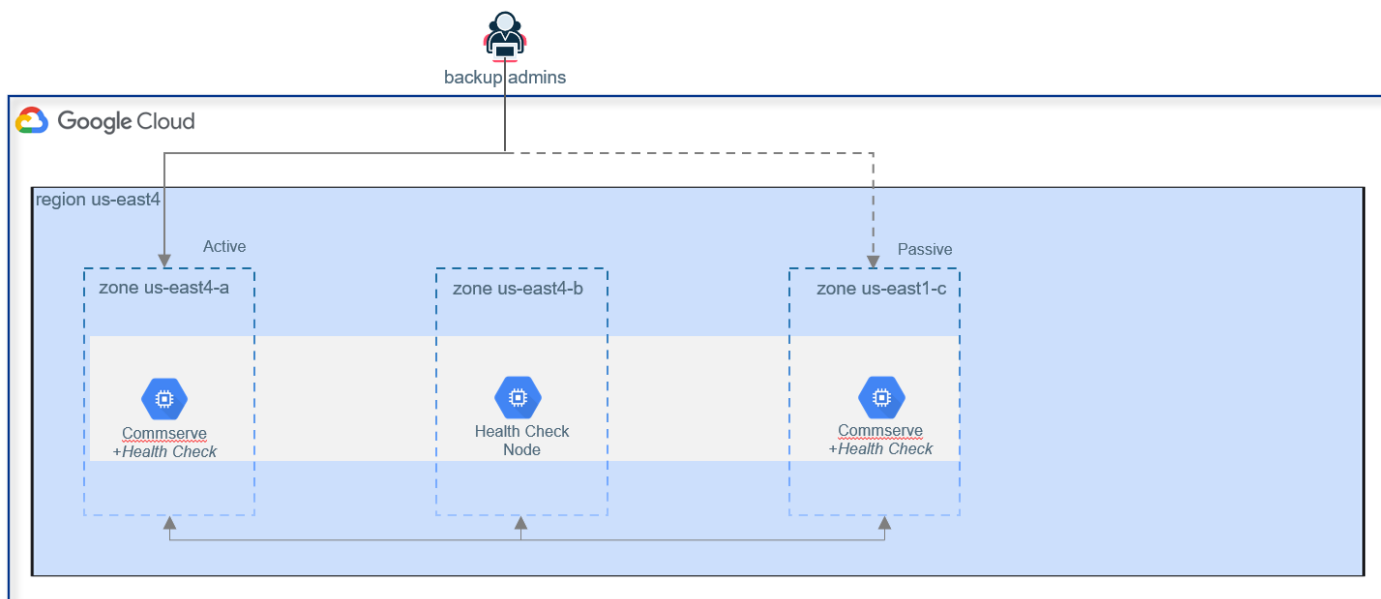 backup admins
Google Cloud
region us-east4
Active
Passive
zone us-east4-a
zone us-east4-b
zone us-east1-c
Commserve
+Health Check
Health Check
Node
Commserve
+Health Check